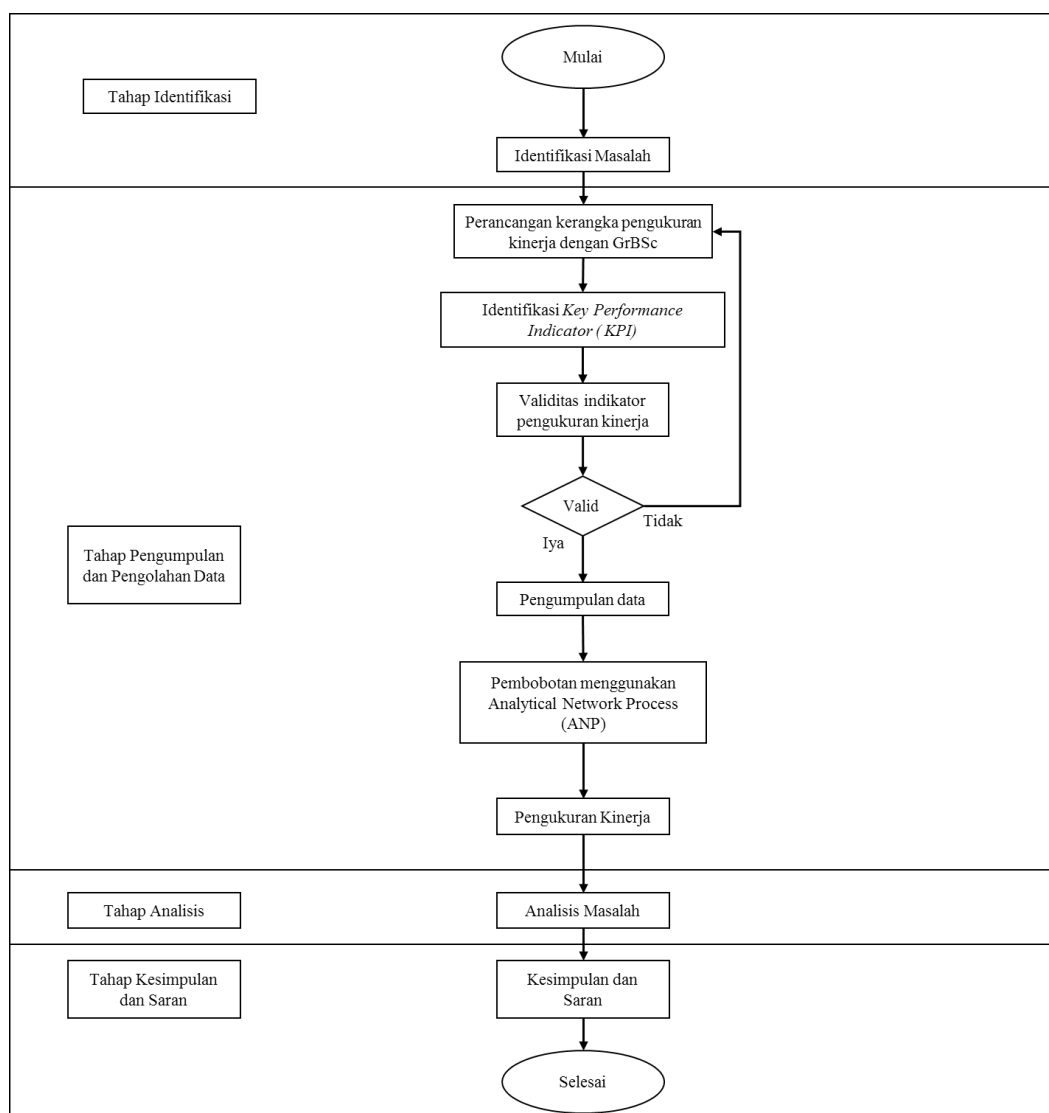 Mulai
Tahap Identifikasi
Identifikasi Masalah
Perancangan kerangka pengukuran
kinerja dengan GrBSc
Identifikasi Key Performance
Indicator ( KPI)
Validitas indikator
pengukuran kinerja
Valid
Tidak
Iya
Tahap Pengumpulan
dan Pengolahan Data
Pengumpulan data
Pembobotan menggunakan
Analytical Network Process
(ANP)
Pengukuran Kinerja
Tahap Analisis
Analisis Masalah
Tahap Kesimpulan
dan Saran
Kesimpulan dan
Saran
Selesai